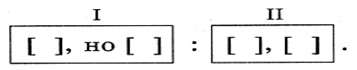 I II
[ ], но [ ] : [ ], [ ] .